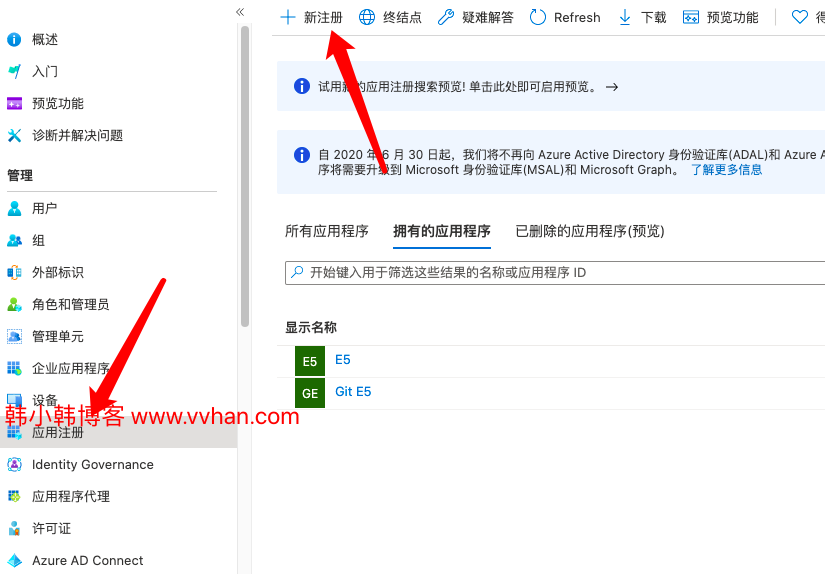 «
新注册
终结点
疑难解答
Refresh
下载
预览功能
概述
入门
预览功能
诊断并解决问题
管理
用户
组
外部标识
角色和管理员
管理单元
企业应用程序
设备
韩小韩博客 www.vvhan.com
应用注册
Identity Governance
应用程序代理
许可证
Azure AD Connect
试用新的应用注册搜索预览! 单击此处即可启用预览。 →
自 2020 年 6 月 30 日起，我们将不再向 Azure Active Directory 身份验证库(ADAL)和 Azure A
序将需要升级到 Microsoft 身份验证库(MSAL)和 Microsoft Graph。 了解更多信息
所有应用程序
拥有的应用程序
已删除的应用程序(预览)
开始键入用于筛选这些结果的名称或应用程序 ID
显示名称
E5 E5
GE Git E5